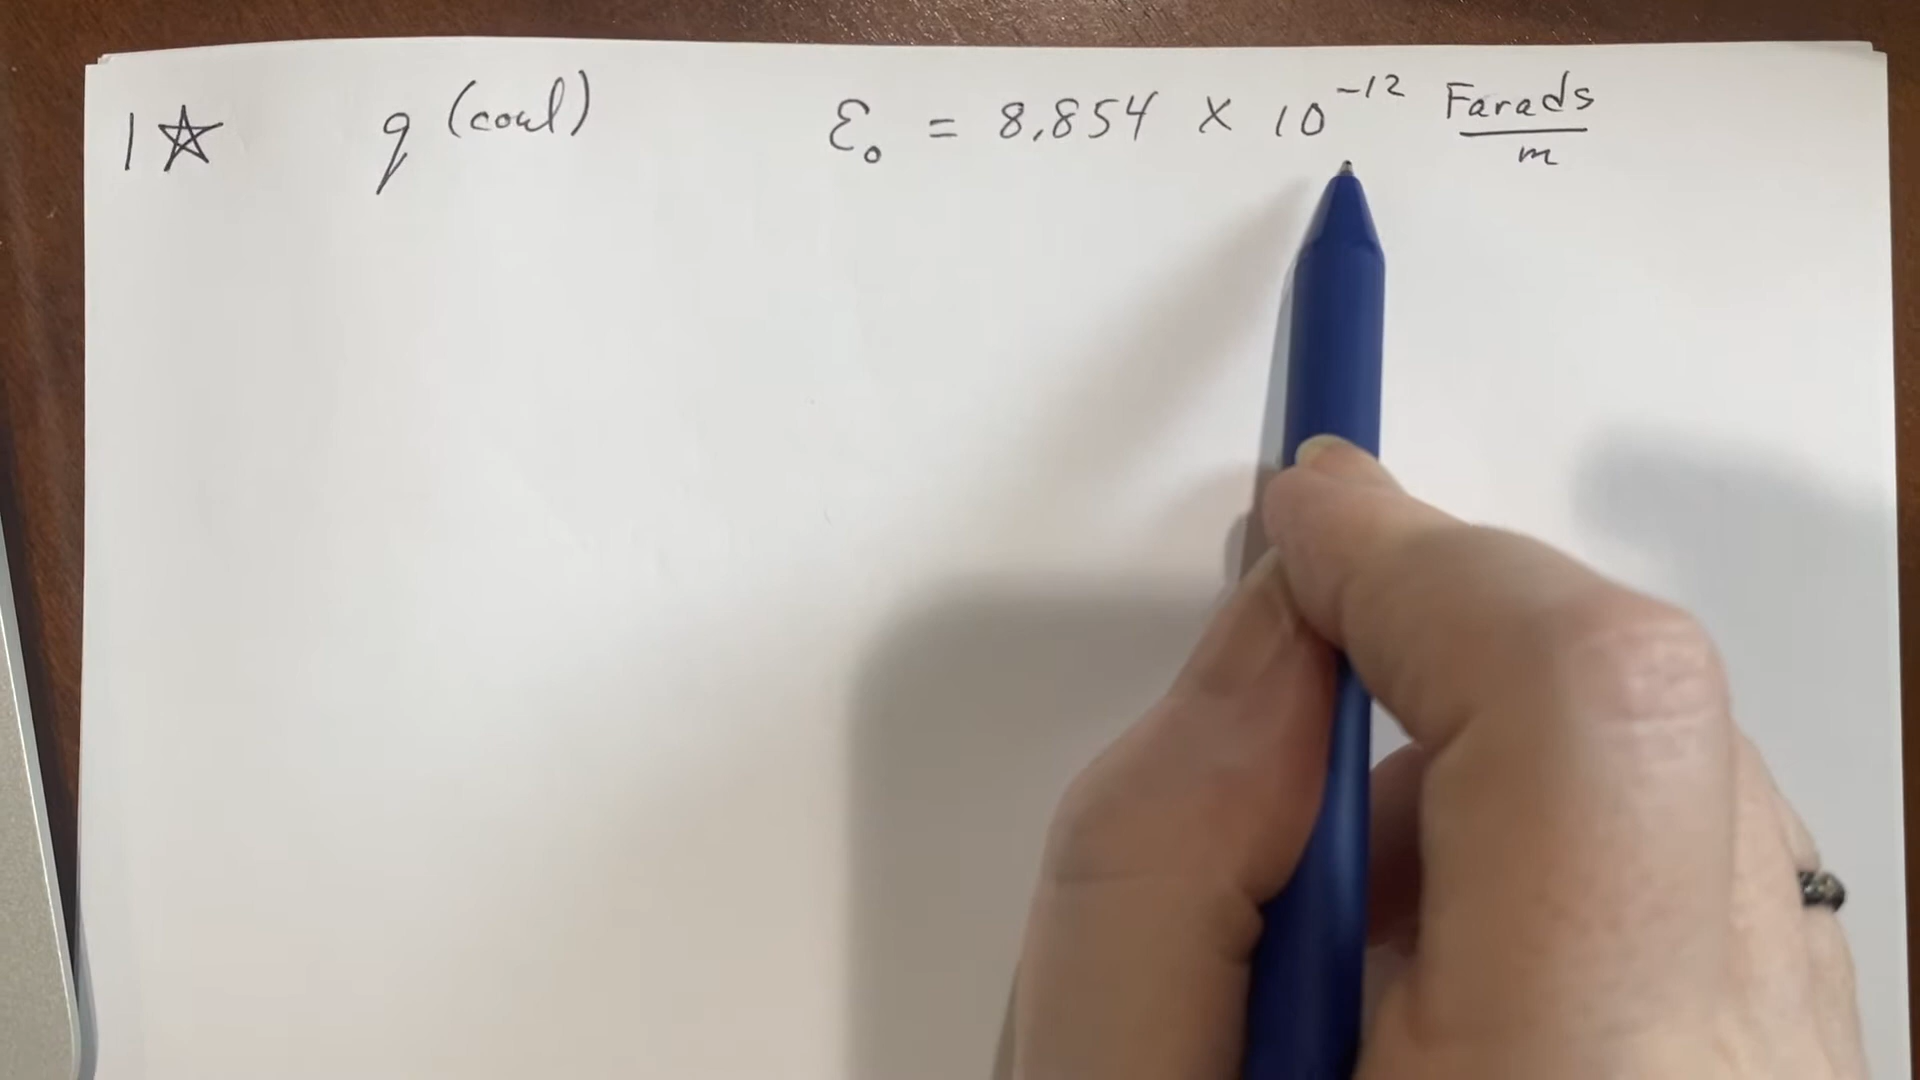 1☆ q (coul) ε₀ = 8.854 × 10⁻¹² Farads/m